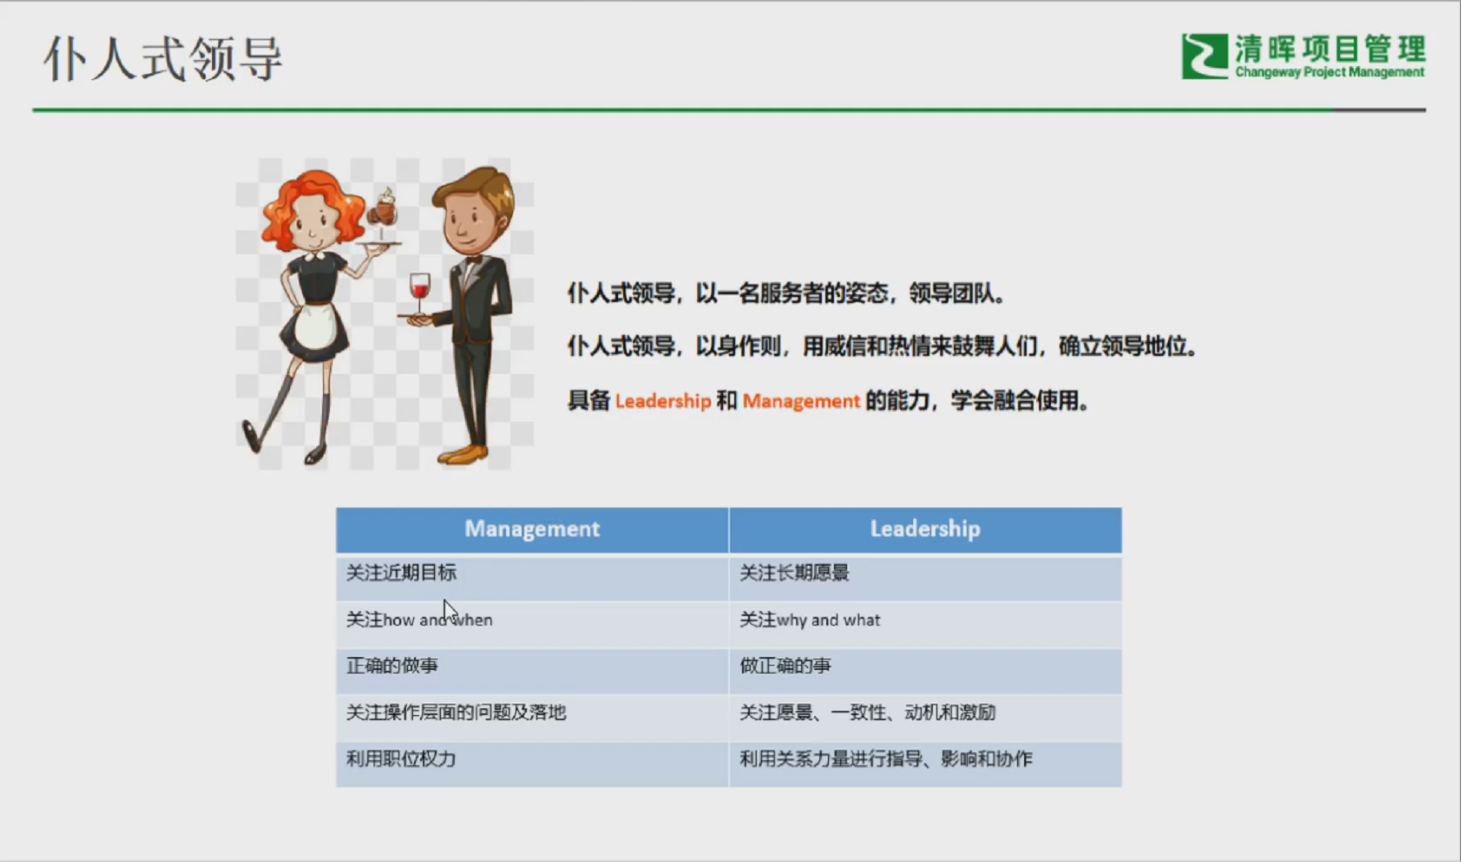 仆人式领导
清晖项目管理
Changeway Project Management
仆人式领导，以一名服务者的姿态，领导团队。
仆人式领导，以身作则，用威信和热情来鼓舞人们，确立领导地位。
具备 Leadership 和 Management 的能力，学会融合使用。
Management Leadership
关注近期目标 关注长期愿景
关注how and when 关注why and what
正确的做事 做正确的事
关注操作层面的问题及落地 关注愿景、一致性、动机和激励
利用职位权力 利用关系力量进行指导、影响和协作